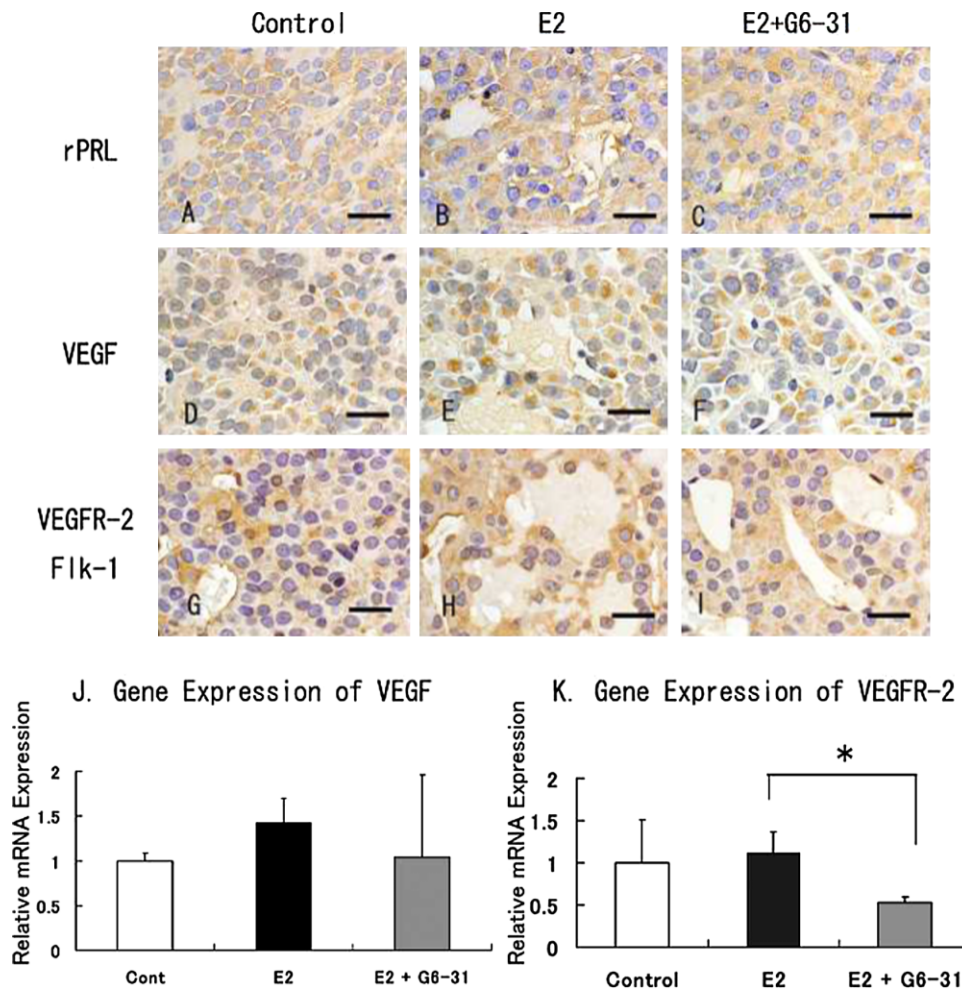 Control E2 E2+G6-31
rPRL
A B C
VEGF
D E F
VEGFR-2
Flk-1
G H I
J. Gene Expression of VEGF
Relative mRNA Expression
2
1.5
1
0.5
0
Cont E2 E2 + G6-31
K. Gene Expression of VEGFR-2
Relative mRNA Expression
*
2
1.5
1
0.5
0
Control E2 E2 + G6-31